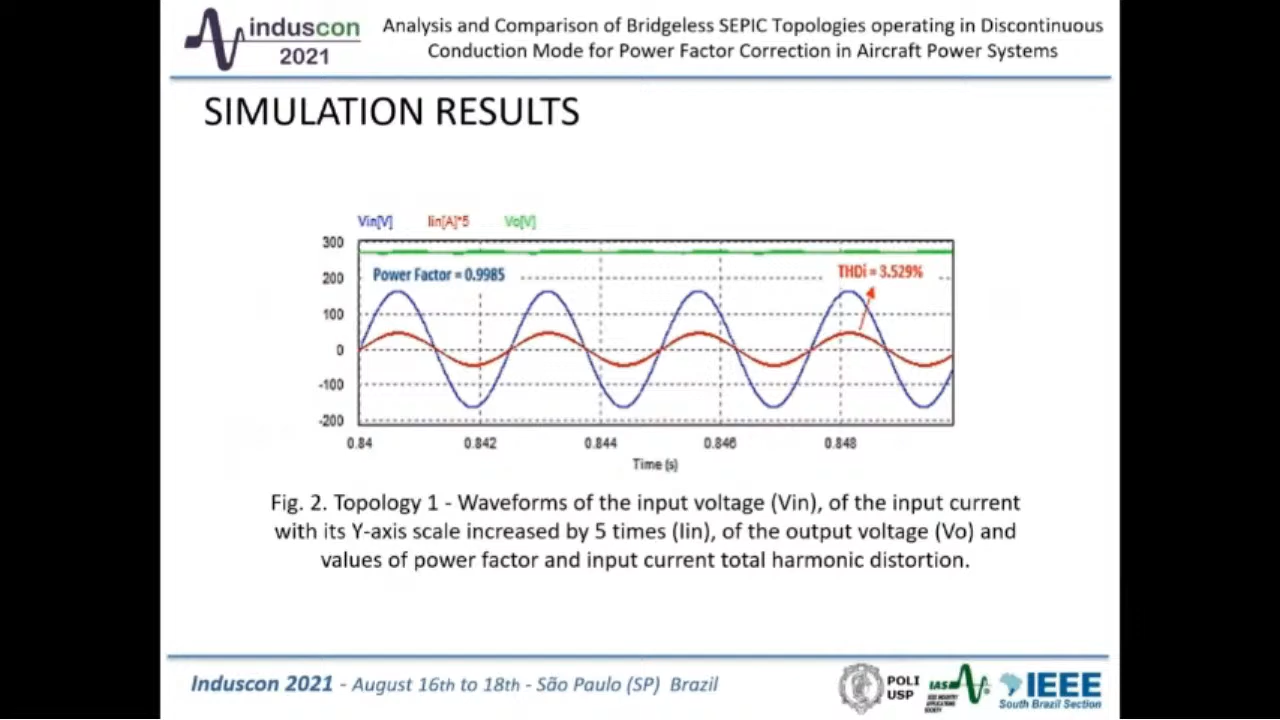 induscon
2021
Analysis and Comparison of Bridgeless SEPIC Topologies operating in Discontinuous
Conduction Mode for Power Factor Correction in Aircraft Power Systems
SIMULATION RESULTS
Vin[V] Iin[A]*5 Vo[V]
300
200
100
0
-100
-200
Power Factor = 0.9985
THDi = 3.529%
0.84 0.842 0.844 0.846 0.848
Time (s)
Fig. 2. Topology 1 - Waveforms of the input voltage (Vin), of the input current
with its Y-axis scale increased by 5 times (Iin), of the output voltage (Vo) and
values of power factor and input current total harmonic distortion.
Induscon 2021 - August 16th to 18th - São Paulo (SP) Brazil
POLI
USP
IAS
IEEE INDUSTRY
APPLICATIONS
SOCIETY
IEEE
South Brazil Section